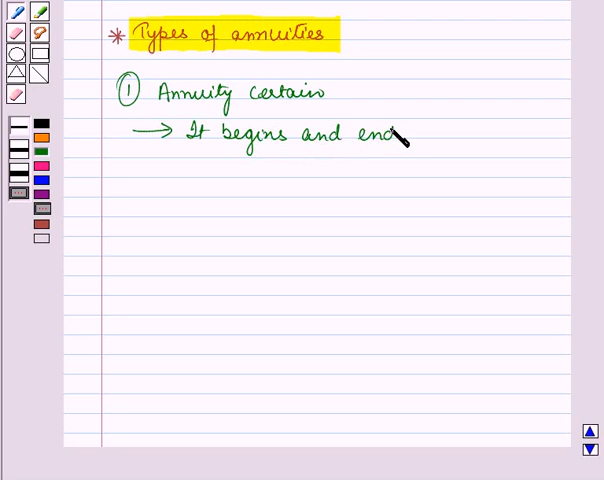 * Types of annuities
① Annuity certain
→ It begins and end